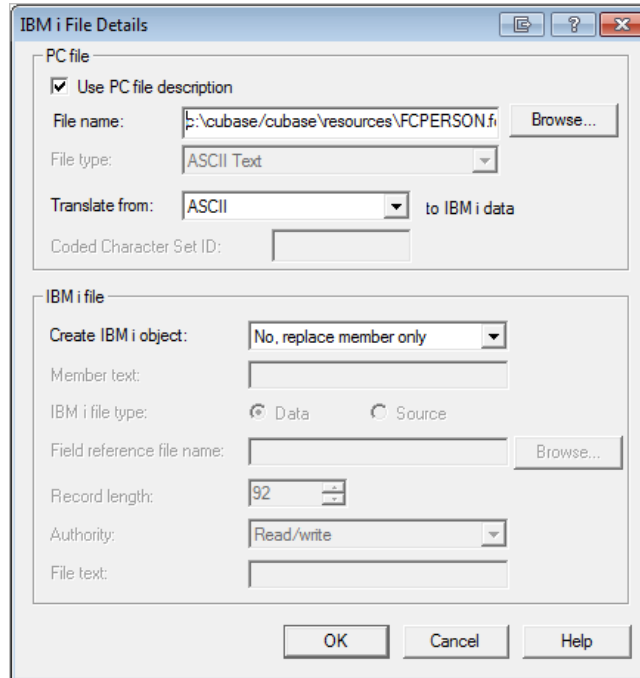 IBM i File Details
PC file
Use PC file description
File name: c:\cubase/cubase\resources\FCPERSON.f Browse...
File type: ASCII Text
Translate from: ASCII to IBM i data
Coded Character Set ID:
IBM i file
Create IBM i object: No, replace member only
Member text:
IBM i file type: Data Source
Field reference file name: Browse...
Record length: 92
Authority: Read/write
File text:
OK Cancel Help